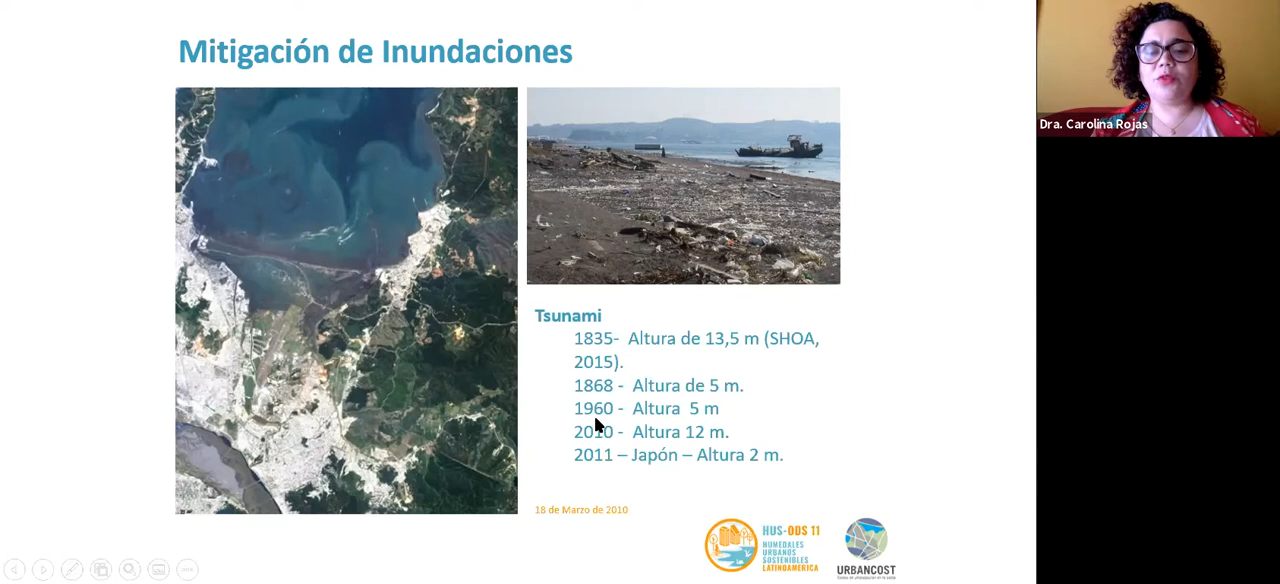 Mitigación de Inundaciones
Dra. Carolina Rojas
Tsunami
1835- Altura de 13,5 m (SHOA,
2015).
1868 - Altura de 5 m.
1960 - Altura 5 m
2010 - Altura 12 m.
2011 – Japón – Altura 2 m.
18 de Marzo de 2010
HUS-ODS 11
HUMEDALES
URBANOS
SOSTENIBLES
LATINOAMÉRICA
URBANCOST